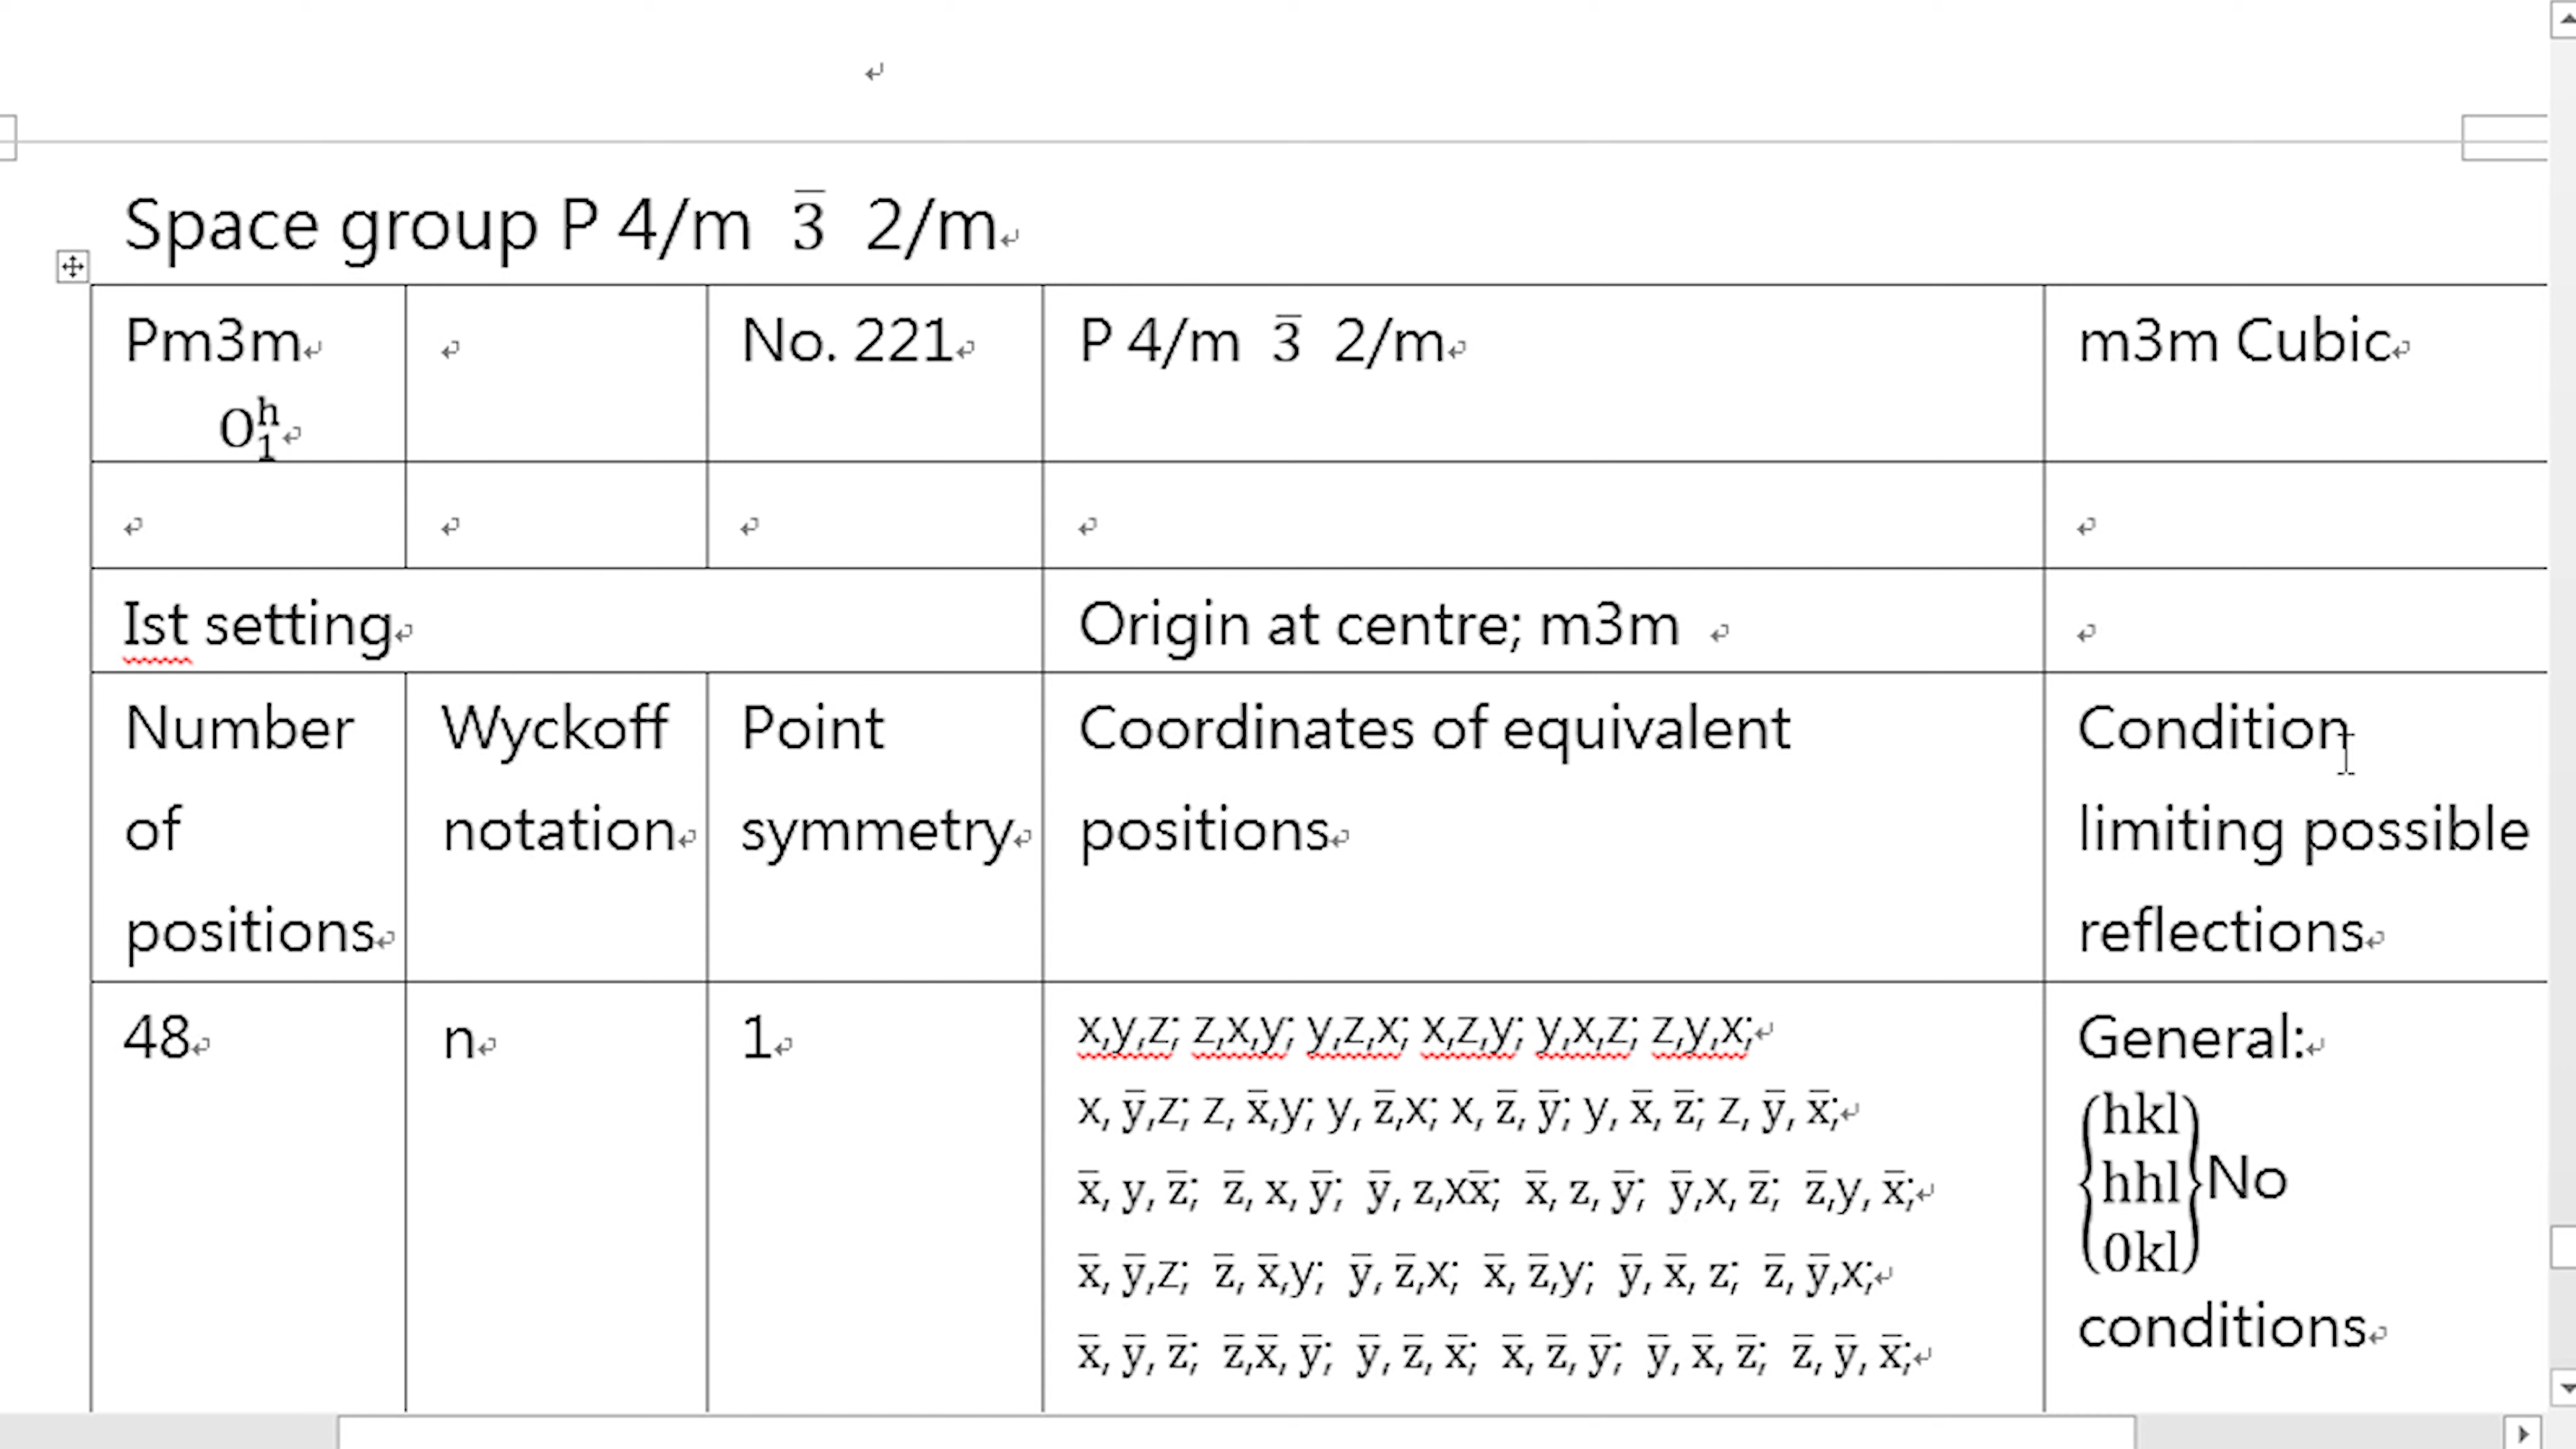 Space group P 4/m 3̅ 2/m
Pm3m
No. 221
P 4/m 3̅ 2/m
m3m Cubic
O₁ʰ
Ist setting
Origin at centre; m3m
Number
of
positions
Wyckoff
notation
Point
symmetry
Coordinates of equivalent
positions
Condition
limiting possible
reflections
48
n
1
x,y,z; z,x,y; y,z,x; x,z,y; y,x,z; z,y,x;
x, y̅,z; z, x̅,y; y, z̅,x; x, z̅, y̅; y, x̅, z̅; z, y̅, x̅;
x̅, y, z̅; z̅, x, y̅; y̅, z,xx̅; x̅, z, y̅; y̅,x, z̅; z̅,y, x̅;
x̅, y̅,z; z̅, x̅,y; y̅, z̅,x; x̅, z̅,y; y̅, x̅, z; z̅, y̅,x;
x̅, y̅, z̅; z̅,x̅, y̅; y̅, z̅, x̅; x̅, z̅, y̅; y̅, x̅, z̅; z̅, y̅, x̅;
General:
{hkl
hhl} No
0kl
conditions